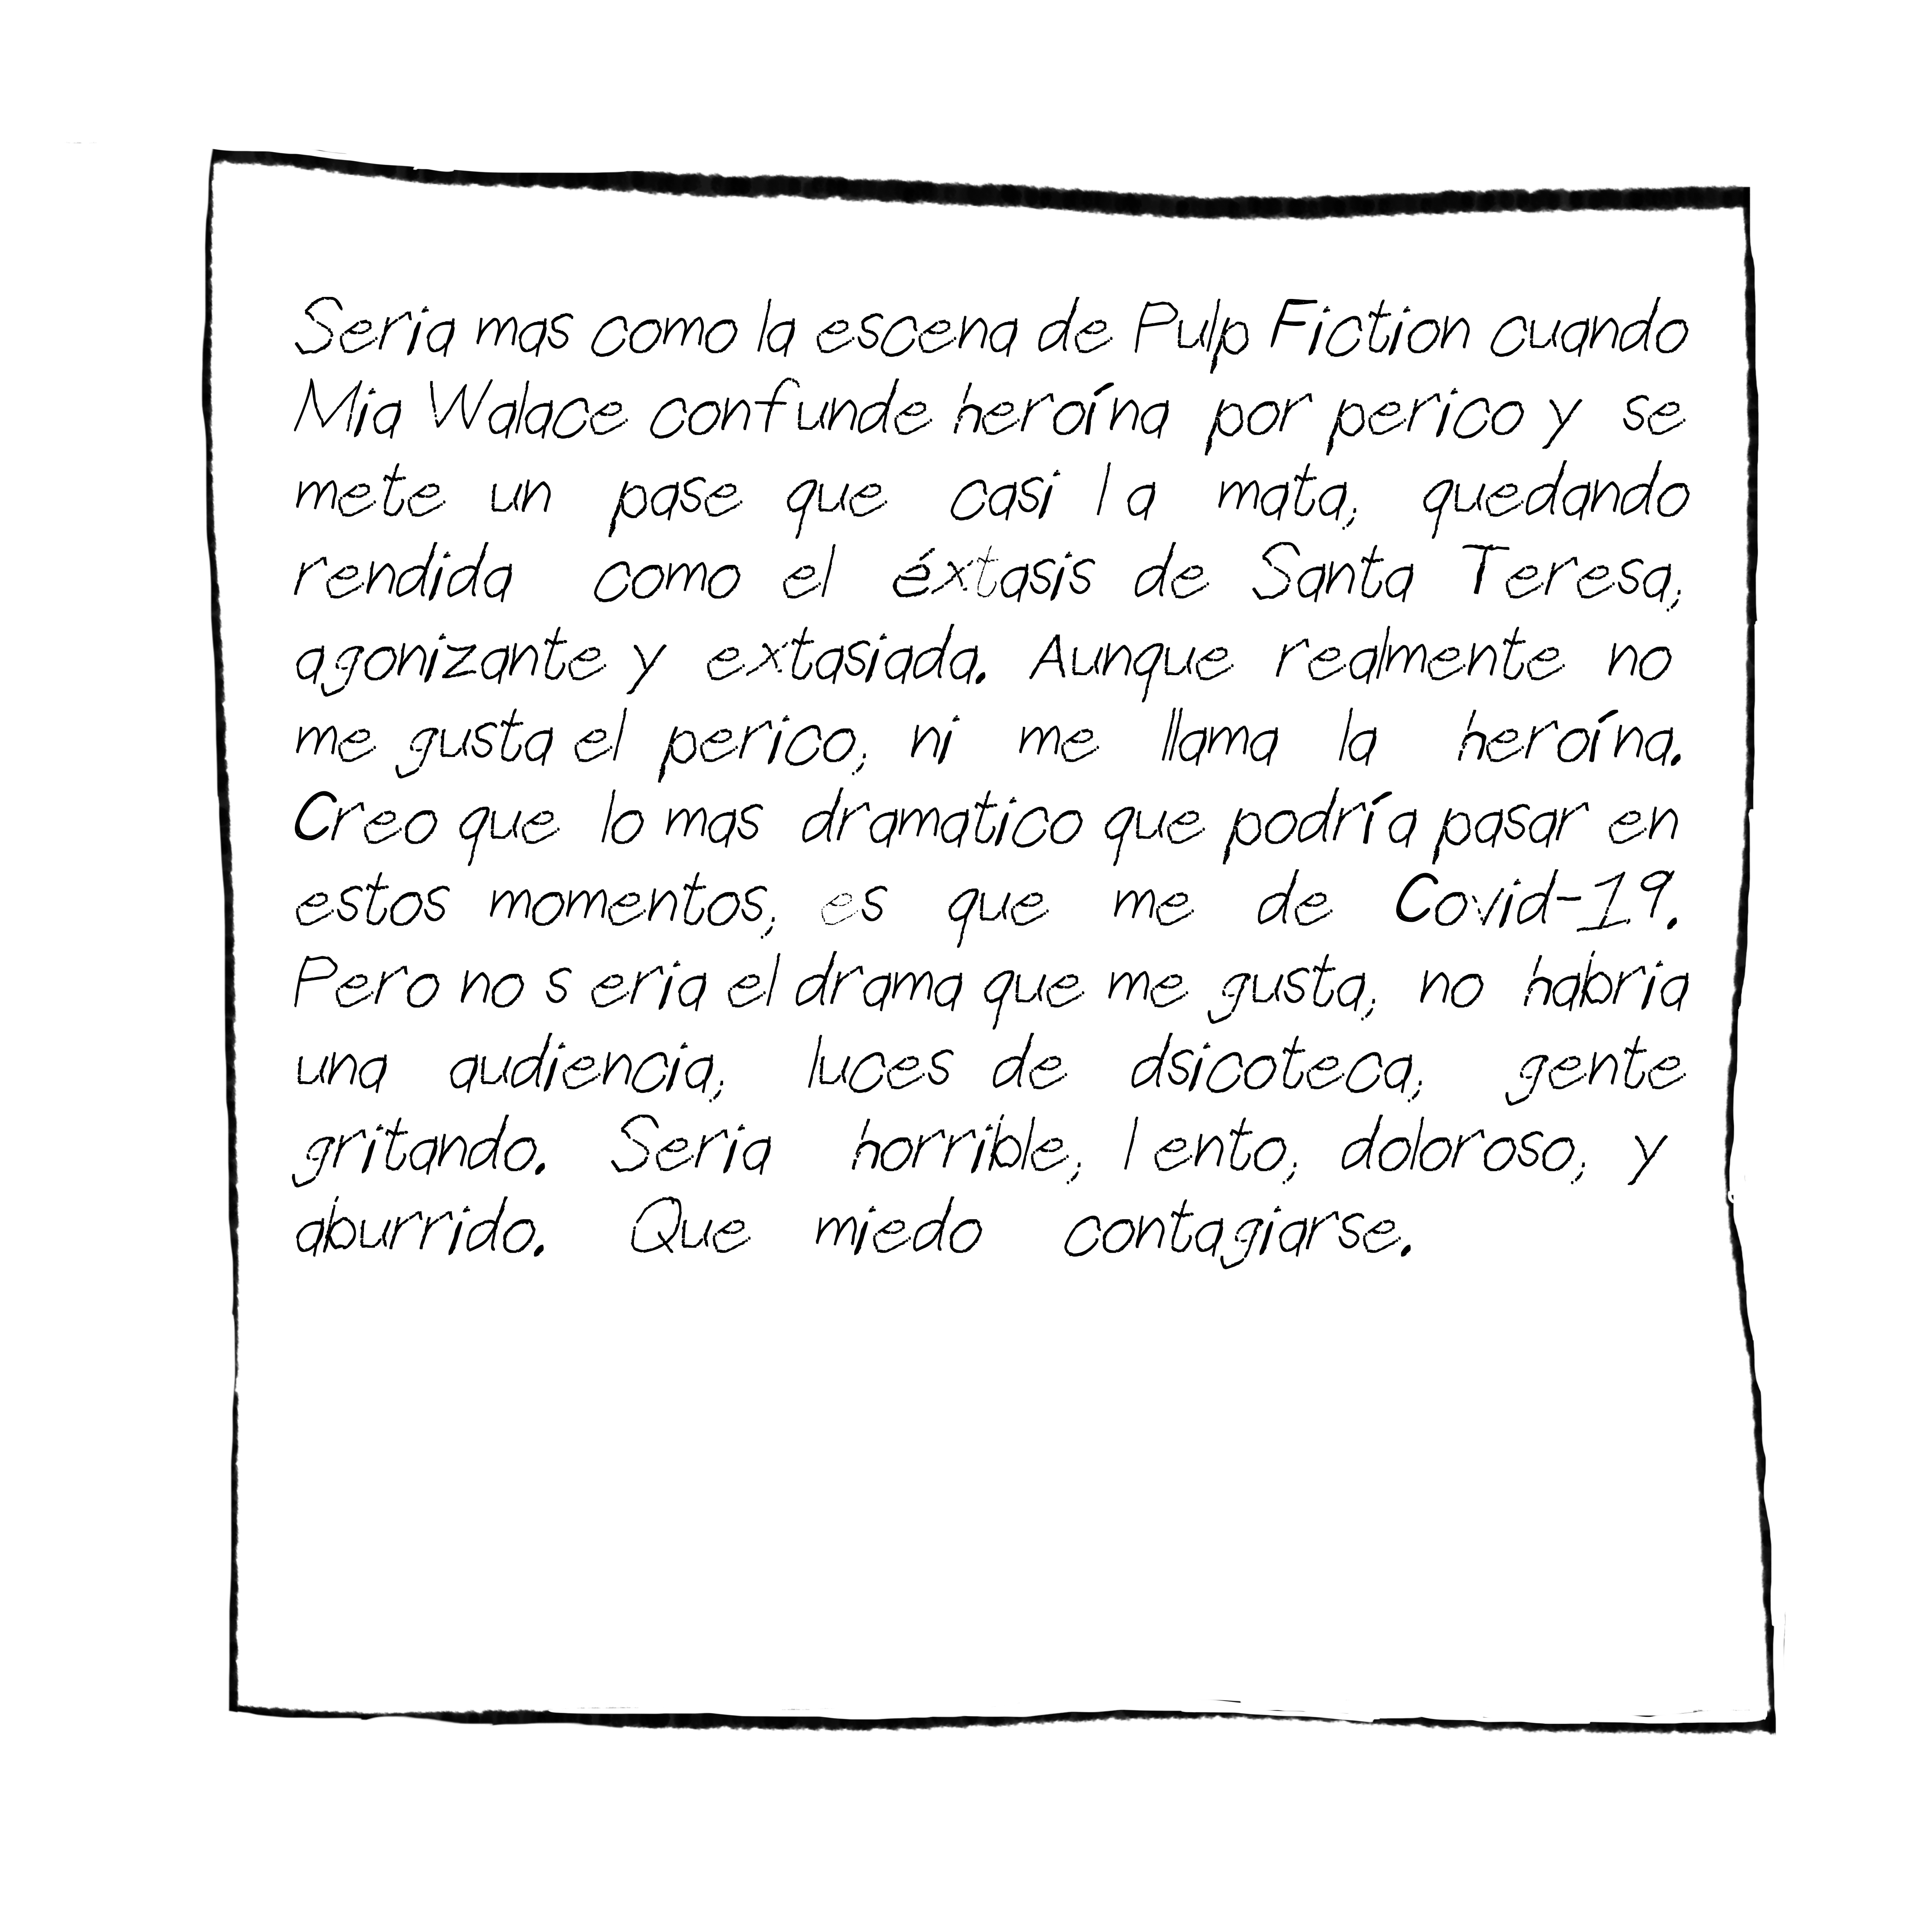 Seria mas como la escena de Pulp Fiction cuando
Mia Walace confunde heroína por perico y se
mete un pase que casi la mata, quedando
rendida como el éxtasis de Santa Teresa,
agonizante y extasiada. Aunque realmente no
me gusta el perico, ni me llama la heroína.
Creo que lo mas dramatico que podría pasar en
estos momentos, es que me de Covid-19.
Pero no seria el drama que me gusta, no habria
una audiencia, luces de dsicoteca, gente
gritando. Seria horrible, lento, doloroso, y
aburrido. Que miedo contagiarse.